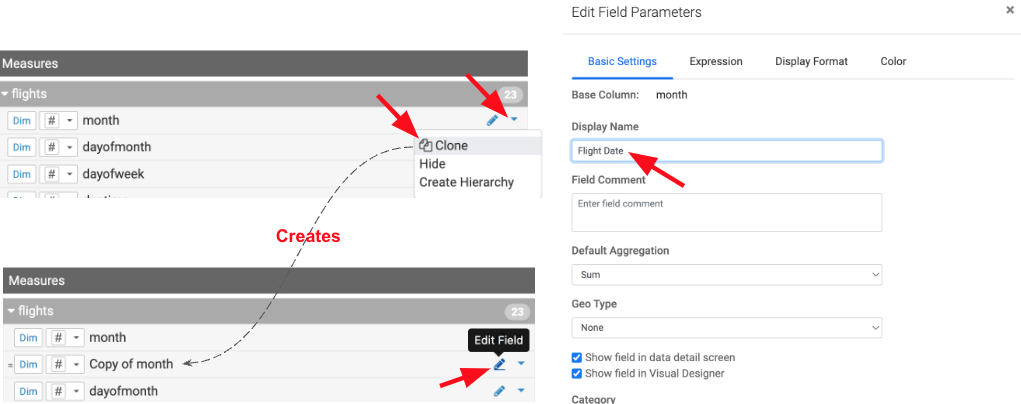 Measures
flights 23
Dim # month
Dim # dayofmonth
Dim # dayofweek
Clone
Hide
Create Hierarchy
Creates
Measures
flights 23
Dim # month
Edit Field
= Dim # Copy of month
Dim # dayofmonth
Edit Field Parameters ×
Basic Settings Expression Display Format Color
Base Column: month
Display Name
Flight Date
Field Comment
Enter field comment
Default Aggregation
Sum
Geo Type
None
Show field in data detail screen
Show field in Visual Designer
Category